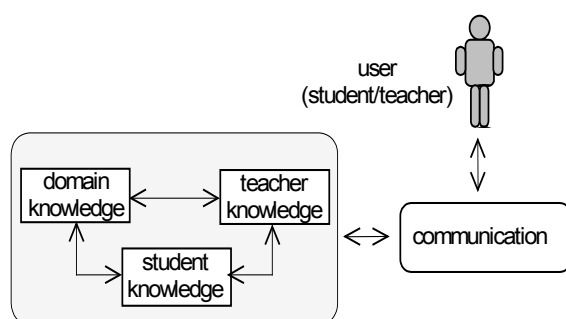 user
(student/teacher)
domain
knowledge
teacher
knowledge
student
knowledge
communication